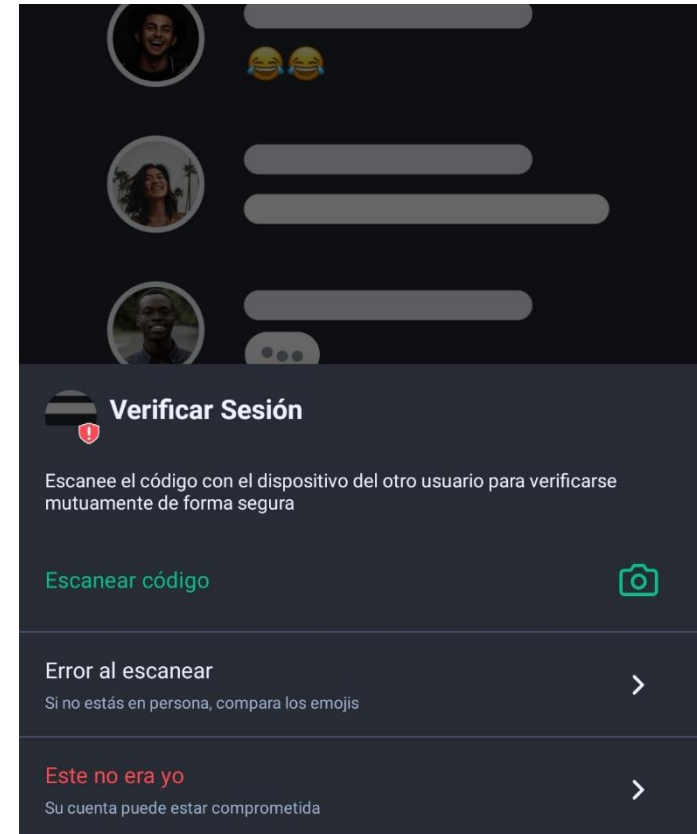 😂😂
Verificar Sesión
Escanee el código con el dispositivo del otro usuario para verificarse
mutuamente de forma segura
Escanear código
Error al escanear
Si no estás en persona, compara los emojis
Este no era yo
Su cuenta puede estar comprometida